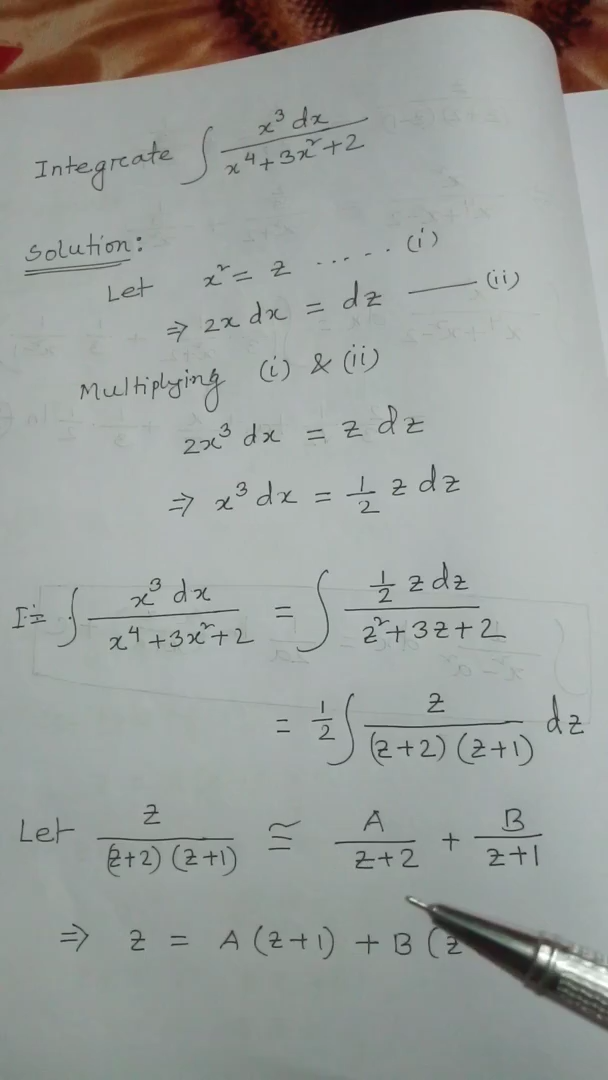 Integrate ∫ x³ dx / x⁴+3x²+2
Solution:
Let x² = z ..... (i)
⇒ 2x dx = dz —— (ii)
Multiplying (i) & (ii)
2x³ dx = z dz
⇒ x³ dx = 1/2 z dz
I = ∫ x³ dx / x⁴+3x²+2 = ∫ 1/2 z dz / z²+3z+2
= 1/2 ∫ z / (z+2)(z+1) dz
Let z / (z+2)(z+1) ≅ A / z+2 + B / z+1
⇒ z = A(z+1) + B(z